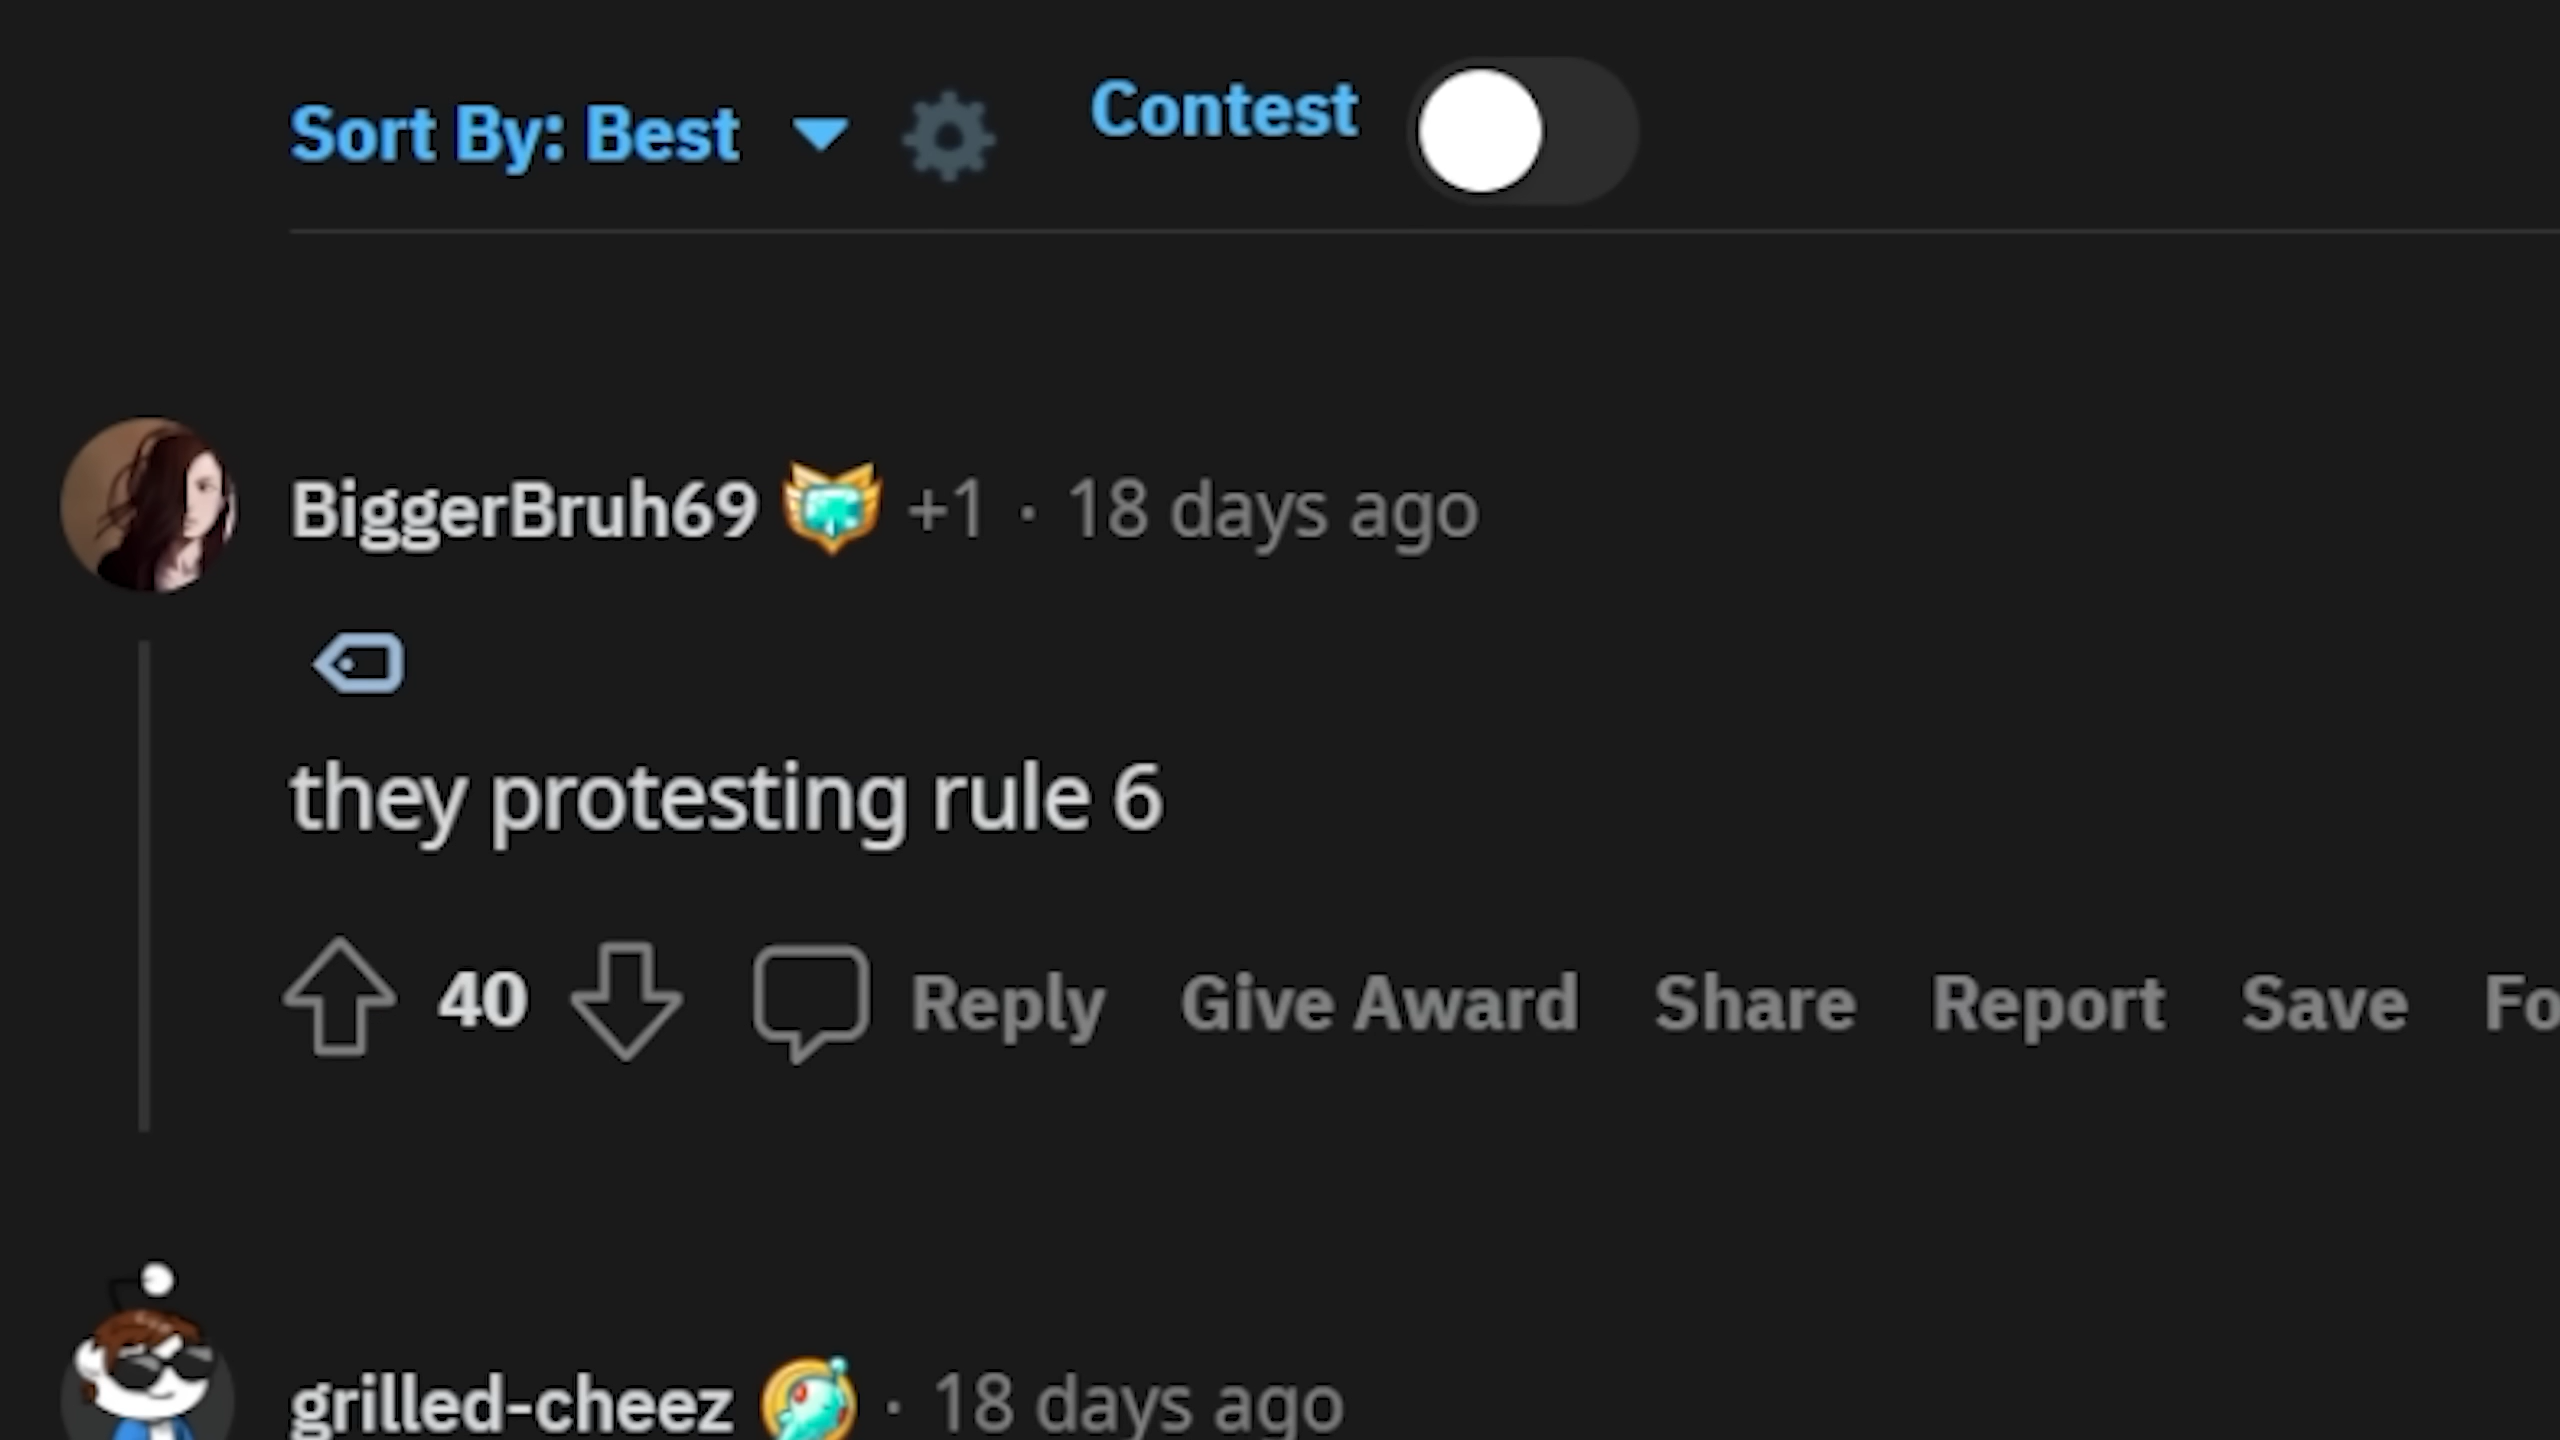 Sort By: Best Contest
BiggerBruh69 +1 · 18 days ago
they protesting rule 6
40 Reply Give Award Share Report Save Fo
grilled-cheez · 18 days ago